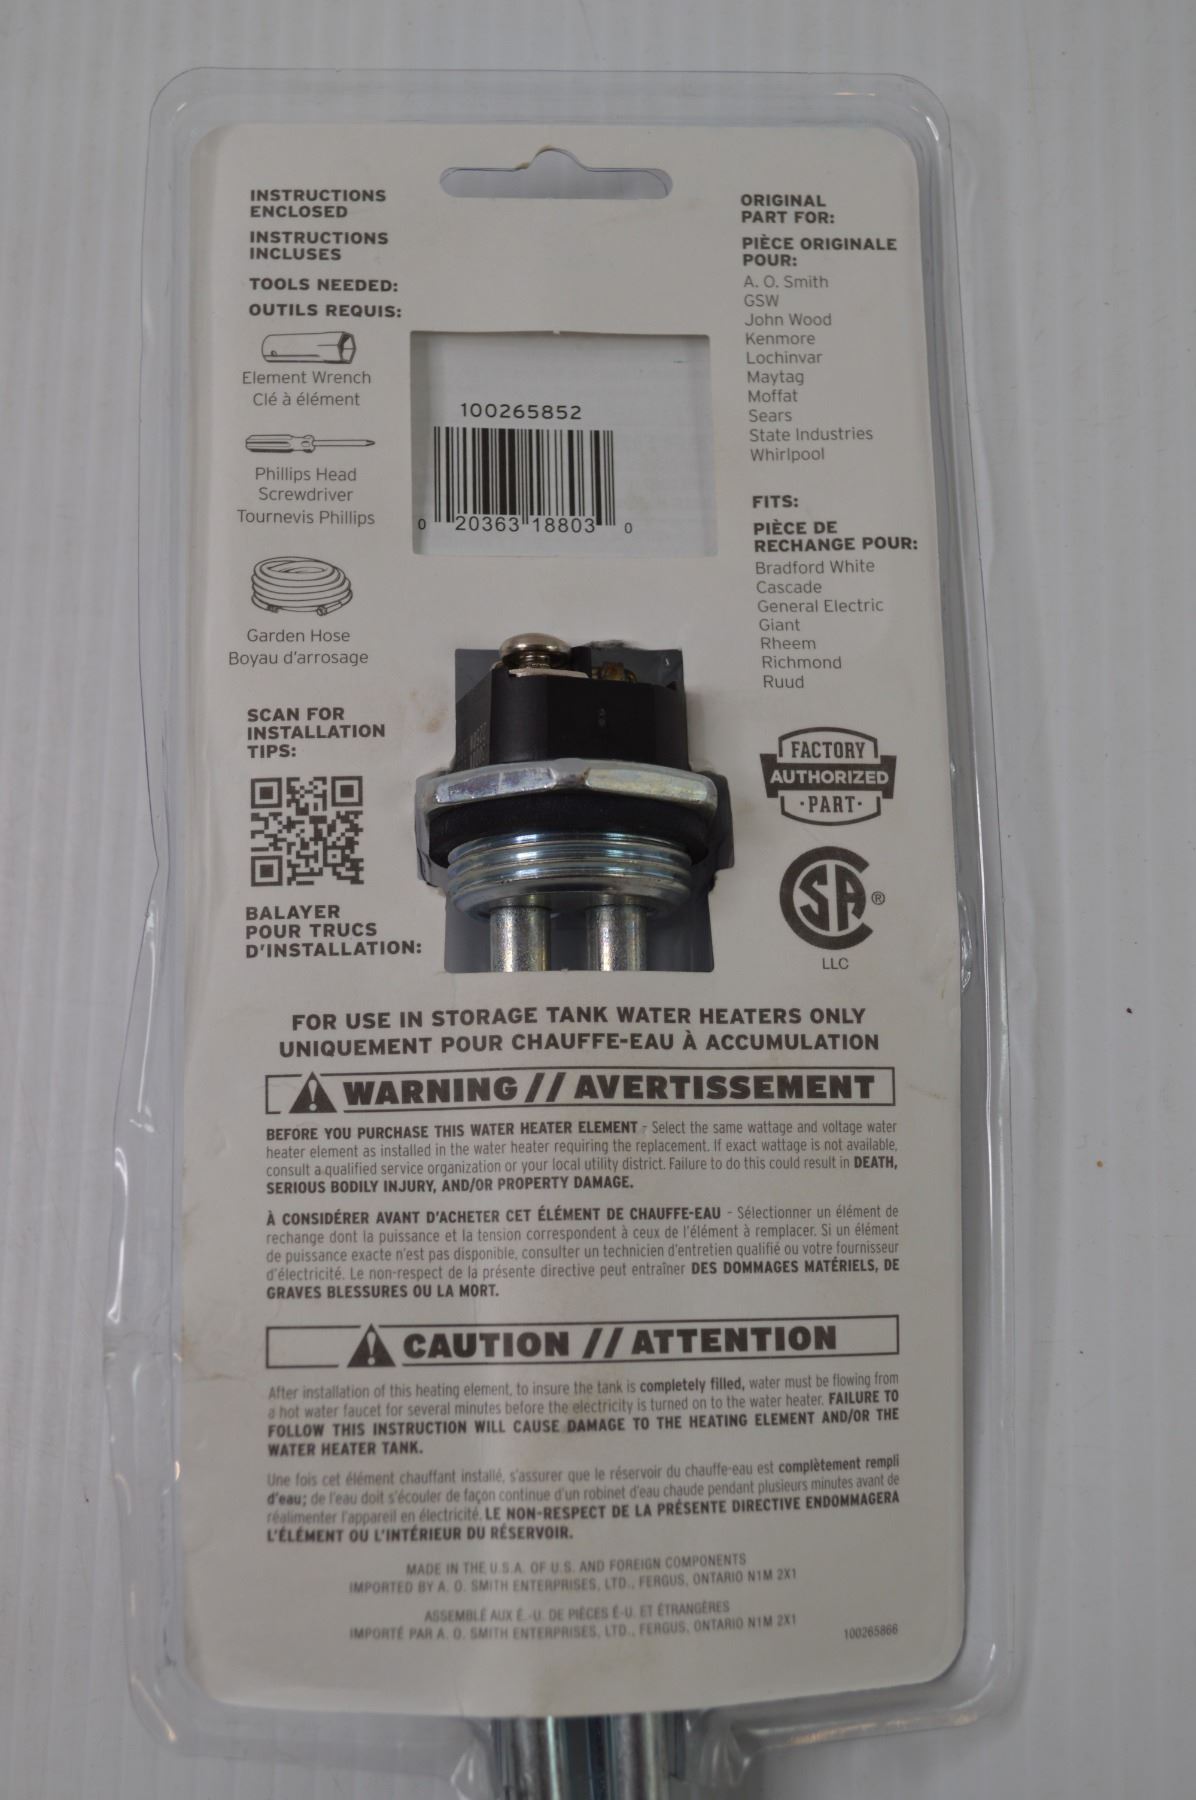 INSTRUCTIONS
ENCLOSED
INSTRUCTIONS
INCLUSES
TOOLS NEEDED:
OUTILS REQUIS:
Element Wrench
Clé à élément
Phillips Head
Screwdriver
Tournevis Phillips
Garden Hose
Boyau d'arrosage
SCAN FOR
INSTALLATION
TIPS:
BALAYER
POUR TRUCS
D'INSTALLATION:
100265852
0 20363 18803 0
ORIGINAL
PART FOR:
PIÈCE ORIGINALE
POUR:
A. O. Smith
GSW
John Wood
Kenmore
Lochinvar
Maytag
Moffat
Sears
State Industries
Whirlpool
FITS:
PIÈCE DE
RECHANGE POUR:
Bradford White
Cascade
General Electric
Giant
Rheem
Richmond
Ruud
FACTORY
AUTHORIZED
·PART·
CSA®
LLC
FOR USE IN STORAGE TANK WATER HEATERS ONLY
UNIQUEMENT POUR CHAUFFE-EAU À ACCUMULATION
WARNING // AVERTISSEMENT
BEFORE YOU PURCHASE THIS WATER HEATER ELEMENT - Select the same wattage and voltage water
heater element as installed in the water heater requiring the replacement. If exact wattage is not available,
consult a qualified service organization or your local utility district. Failure to do this could result in DEATH,
SERIOUS BODILY INJURY, AND/OR PROPERTY DAMAGE.
À CONSIDÉRER AVANT D'ACHETER CET ÉLÉMENT DE CHAUFFE-EAU - Sélectionner un élément de
rechange dont la puissance et la tension correspondent à ceux de l'élément à remplacer. Si un élément
de puissance exacte n'est pas disponible, consulter un technicien d'entretien qualifié ou votre fournisseur
d'électricité. Le non-respect de la présente directive peut entraîner DES DOMMAGES MATÉRIELS, DE
GRAVES BLESSURES OU LA MORT.
CAUTION // ATTENTION
After installation of this heating element, to insure the tank is completely filled, water must be flowing from
a hot water faucet for several minutes before the electricity is turned on to the water heater. FAILURE TO
FOLLOW THIS INSTRUCTION WILL CAUSE DAMAGE TO THE HEATING ELEMENT AND/OR THE
WATER HEATER TANK.
Une fois cet élément chauffant installé, s'assurer que le réservoir du chauffe-eau est complètement rempli
d'eau; de l'eau doit s'écouler de façon continue d'un robinet d'eau chaude pendant plusieurs minutes avant de
réalimenter l'appareil en électricité. LE NON-RESPECT DE LA PRÉSENTE DIRECTIVE ENDOMMAGERA
L'ÉLÉMENT OU L'INTÉRIEUR DU RÉSERVOIR.
MADE IN THE U.S.A. OF U.S. AND FOREIGN COMPONENTS
IMPORTED BY A. O. SMITH ENTERPRISES, LTD., FERGUS, ONTARIO N1M 2X1
ASSEMBLÉ AUX É.-U. DE PIÈCES É-U. ET ÉTRANGÈRES
IMPORTÉ PAR A. O. SMITH ENTERPRISES, LTD., FERGUS, ONTARIO N1M 2X1
100265866